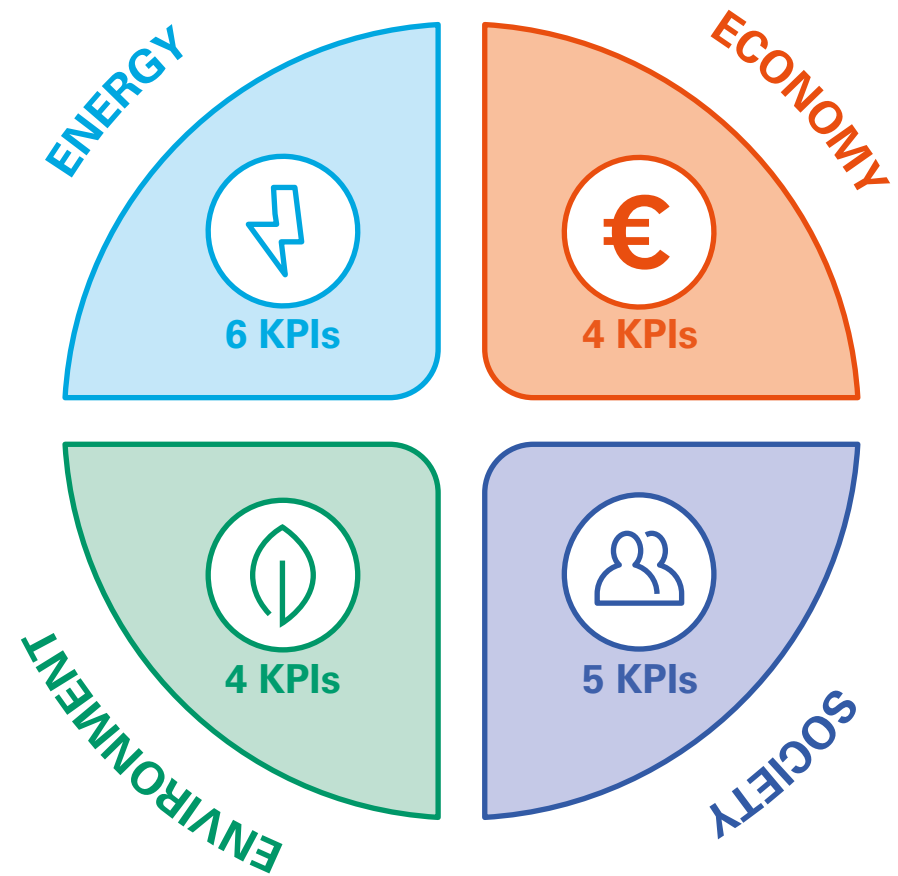 ENERGY
6 KPIs
ECONOMY
€
4 KPIs
ENVIRONMENT
4 KPIs
SOCIETY
5 KPIs